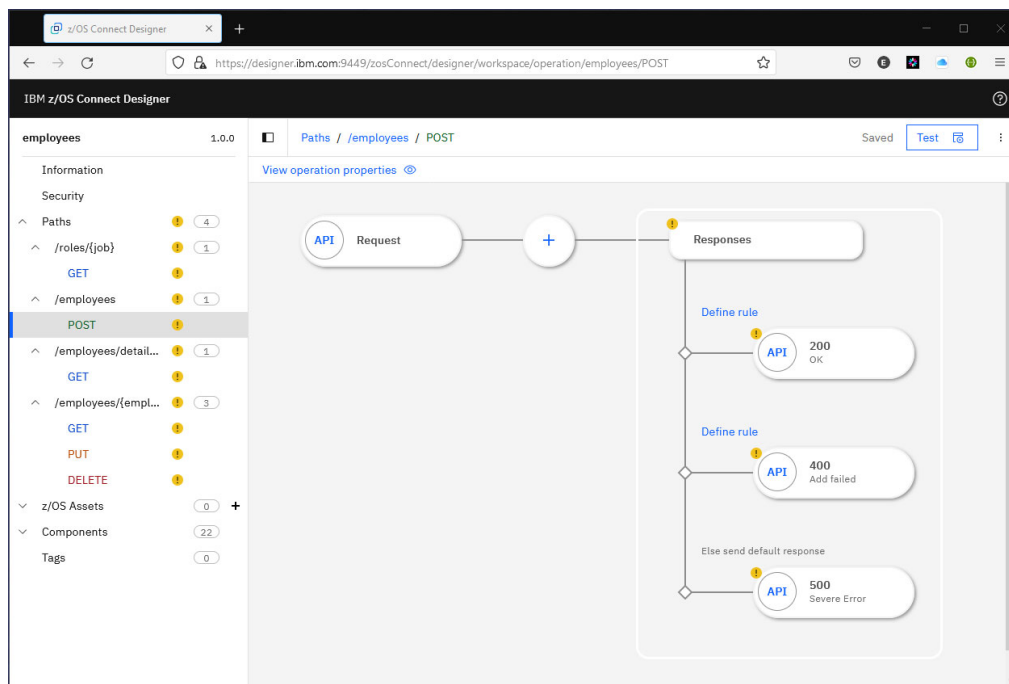 z/OS Connect Designer
https://designer.ibm.com:9449/zosConnect/designer/workspace/operation/employees/POST
E
IBM z/OS Connect Designer
employees 1.0.0
Paths / /employees / POST
Saved Test
View operation properties
Information
Security
Paths ! 4
/roles/{job} ! 1
GET !
/employees ! 1
POST !
/employees/detail... ! 1
GET !
/employees/{empl... ! 3
GET !
PUT !
DELETE !
z/OS Assets 0 +
Components 22
Tags 0
API Request
+
! Responses
Define rule
! API 200
OK
Define rule
! API 400
Add failed
Else send default response
! API 500
Severe Error